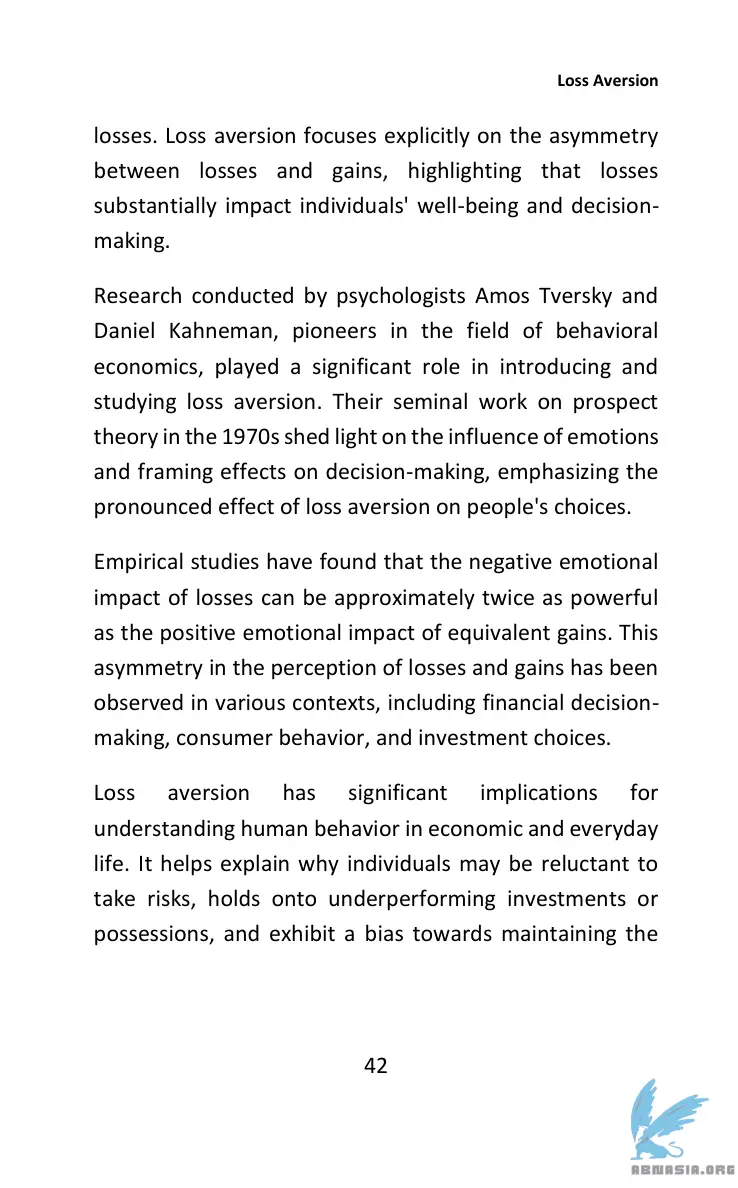 Loss Aversion
losses. Loss aversion focuses explicitly on the asymmetry
between losses and gains, highlighting that losses
substantially impact individuals' well-being and decision-
making.
Research conducted by psychologists Amos Tversky and
Daniel Kahneman, pioneers in the field of behavioral
economics, played a significant role in introducing and
studying loss aversion. Their seminal work on prospect
theory in the 1970s shed light on the influence of emotions
and framing effects on decision-making, emphasizing the
pronounced effect of loss aversion on people's choices.
Empirical studies have found that the negative emotional
impact of losses can be approximately twice as powerful
as the positive emotional impact of equivalent gains. This
asymmetry in the perception of losses and gains has been
observed in various contexts, including financial decision-
making, consumer behavior, and investment choices.
Loss aversion has significant implications for
understanding human behavior in economic and everyday
life. It helps explain why individuals may be reluctant to
take risks, holds onto underperforming investments or
possessions, and exhibit a bias towards maintaining the
42
ABNASIA.ORG